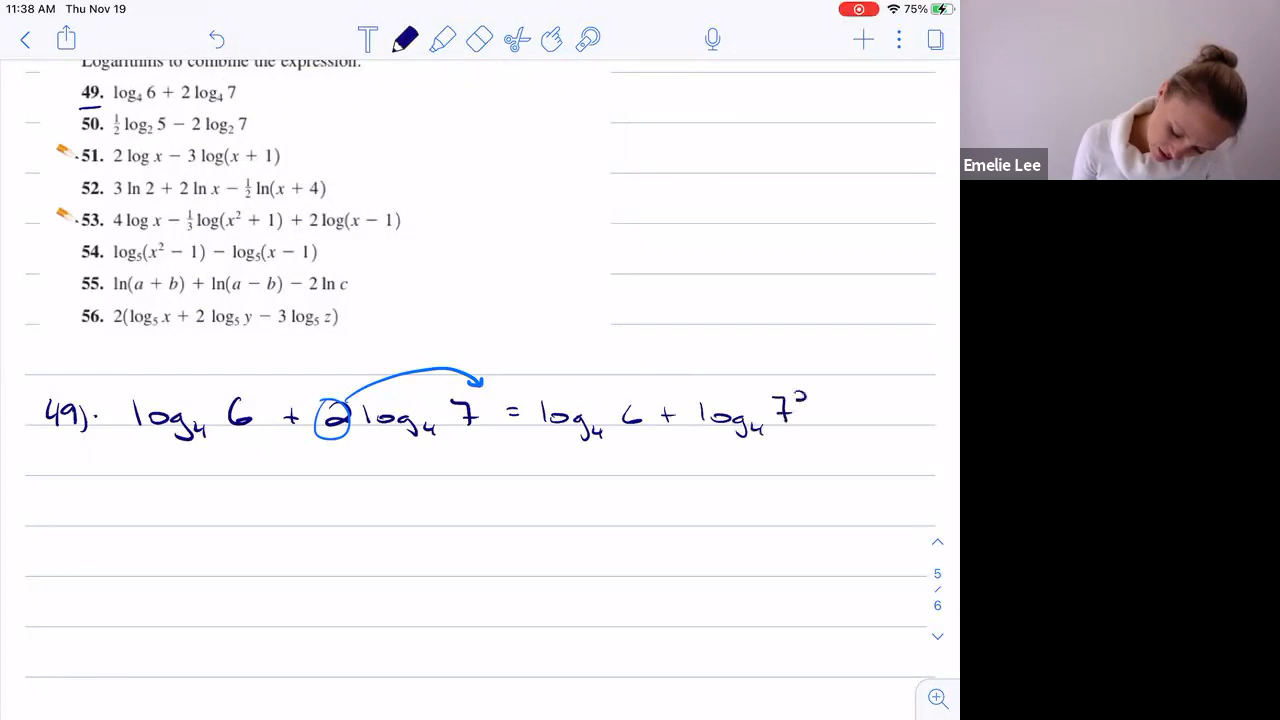 11:38 AM Thu Nov 19
75%
T
Logarithms to combine the expression.
49. log₄ 6 + 2 log₄ 7
50. ½ log₂ 5 − 2 log₂ 7
51. 2 log x − 3 log(x + 1)
52. 3 ln 2 + 2 ln x − ½ ln(x + 4)
53. 4 log x − ⅓ log(x² + 1) + 2 log(x − 1)
54. log₅(x² − 1) − log₅(x − 1)
55. ln(a + b) + ln(a − b) − 2 ln c
56. 2(log₅ x + 2 log₅ y − 3 log₅ z)
49). log₄ 6 + 2 log₄ 7 = log₄ 6 + log₄ 7²
5
/
6
Emelie Lee